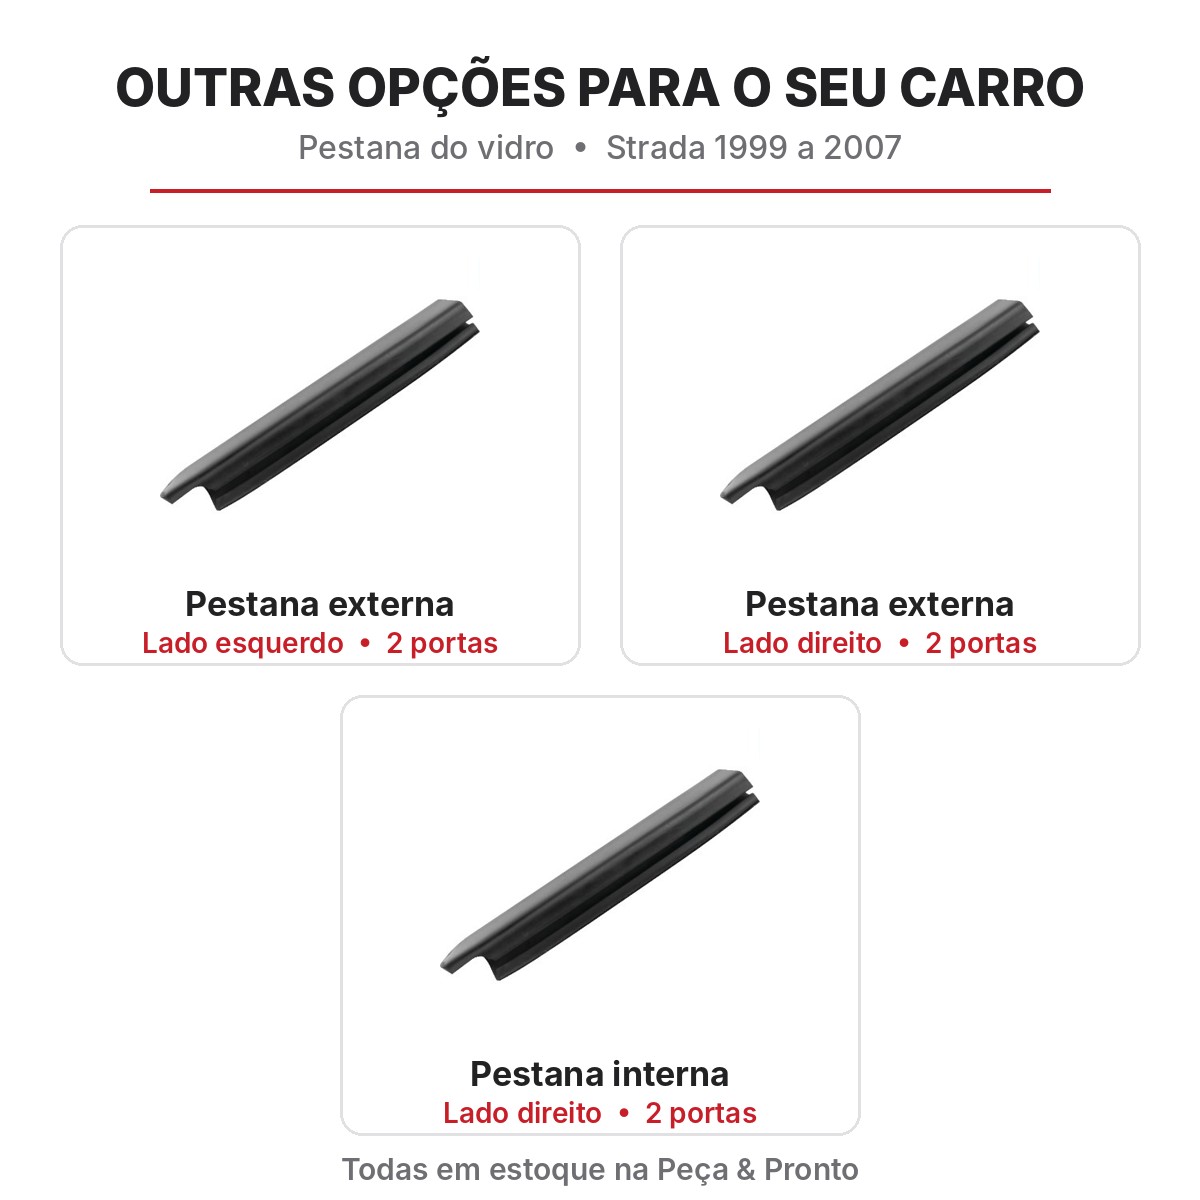 OUTRAS OPÇÕES PARA O SEU CARRO
Pestana do vidro • Strada 1999 a 2007
Pestana externa
Lado esquerdo • 2 portas
Pestana externa
Lado direito • 2 portas
Pestana interna
Lado direito • 2 portas
Todas em estoque na Peça & Pronto